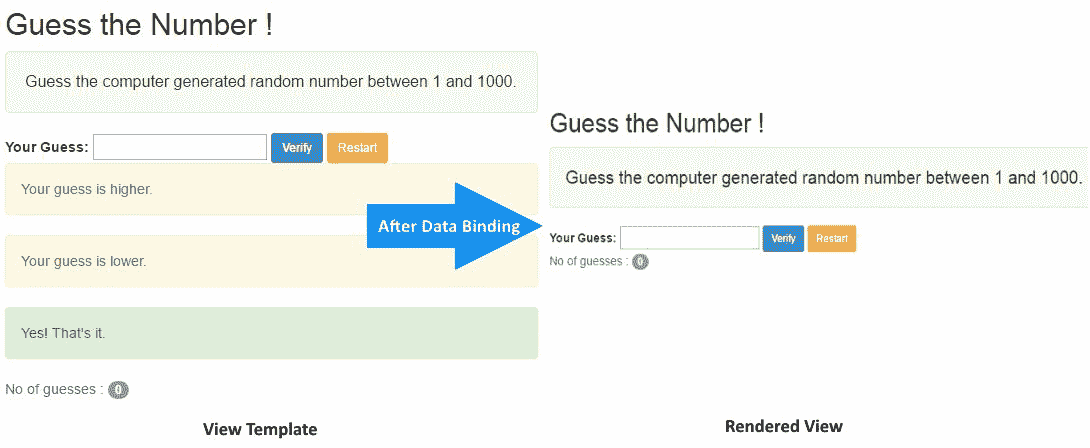 Guess the Number !
Guess the computer generated random number between 1 and 1000.
Your Guess: Verify Restart
Your guess is higher.
Your guess is lower.
Yes! That's it.
No of guesses : 0
View Template
After Data Binding
Guess the Number !
Guess the computer generated random number between 1 and 1000.
Your Guess: Verify Restart
No of guesses : 0
Rendered View